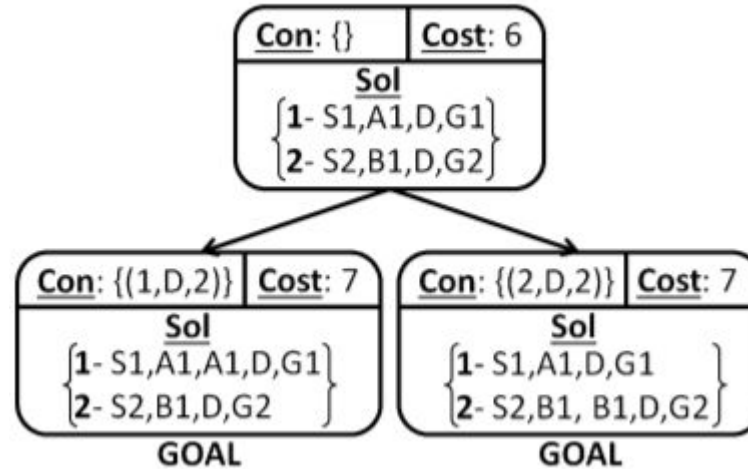 Con: {} Cost: 6
Sol
1- S1,A1,D,G1
2- S2,B1,D,G2
Con: {(1,D,2)} Cost: 7
Sol
1- S1,A1,A1,D,G1
2- S2,B1,D,G2
GOAL
Con: {(2,D,2)} Cost: 7
Sol
1- S1,A1,D,G1
2- S2,B1, B1,D,G2
GOAL